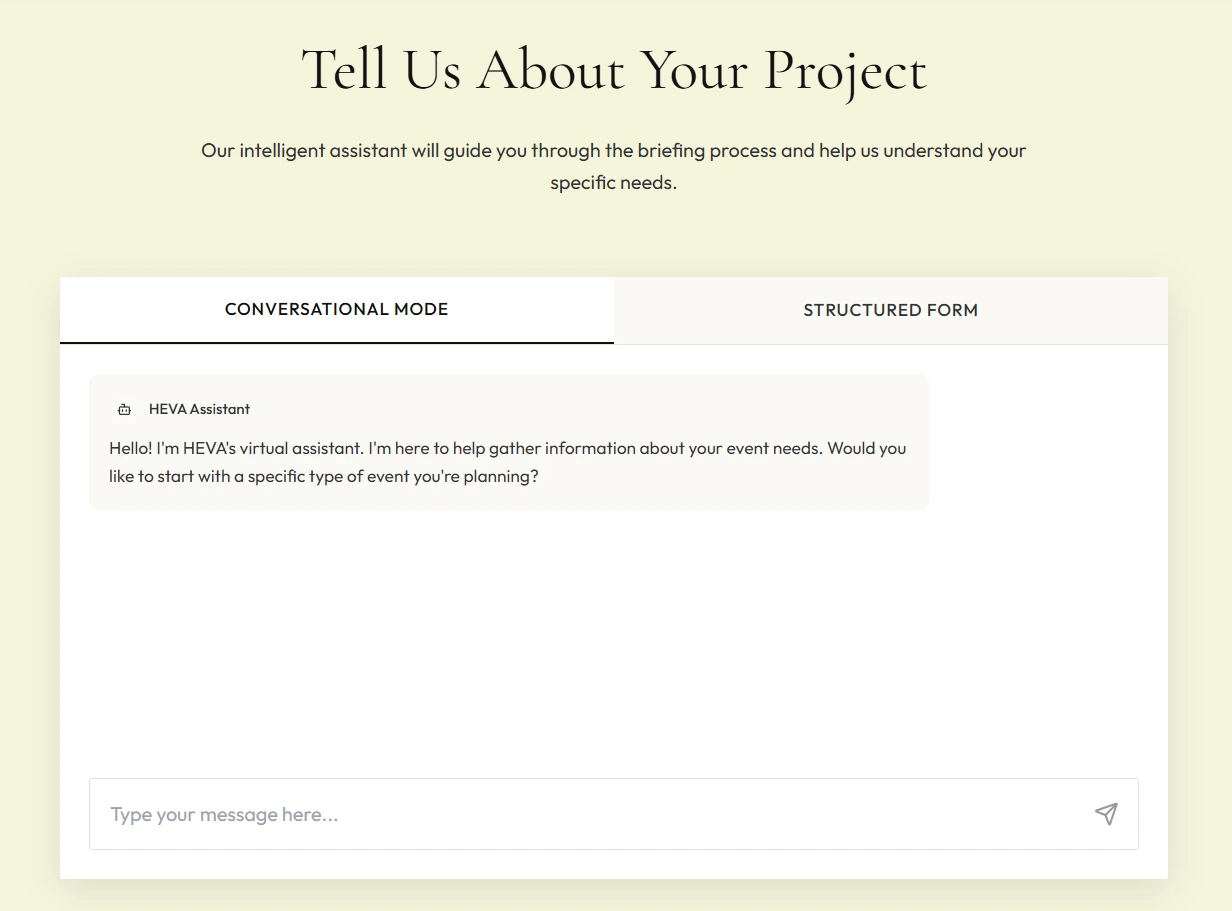 Tell Us About Your Project
Our intelligent assistant will guide you through the briefing process and help us understand your
specific needs.
CONVERSATIONAL MODE
STRUCTURED FORM
HEVA Assistant
Hello! I'm HEVA's virtual assistant. I'm here to help gather information about your event needs. Would you
like to start with a specific type of event you're planning?
Type your message here...